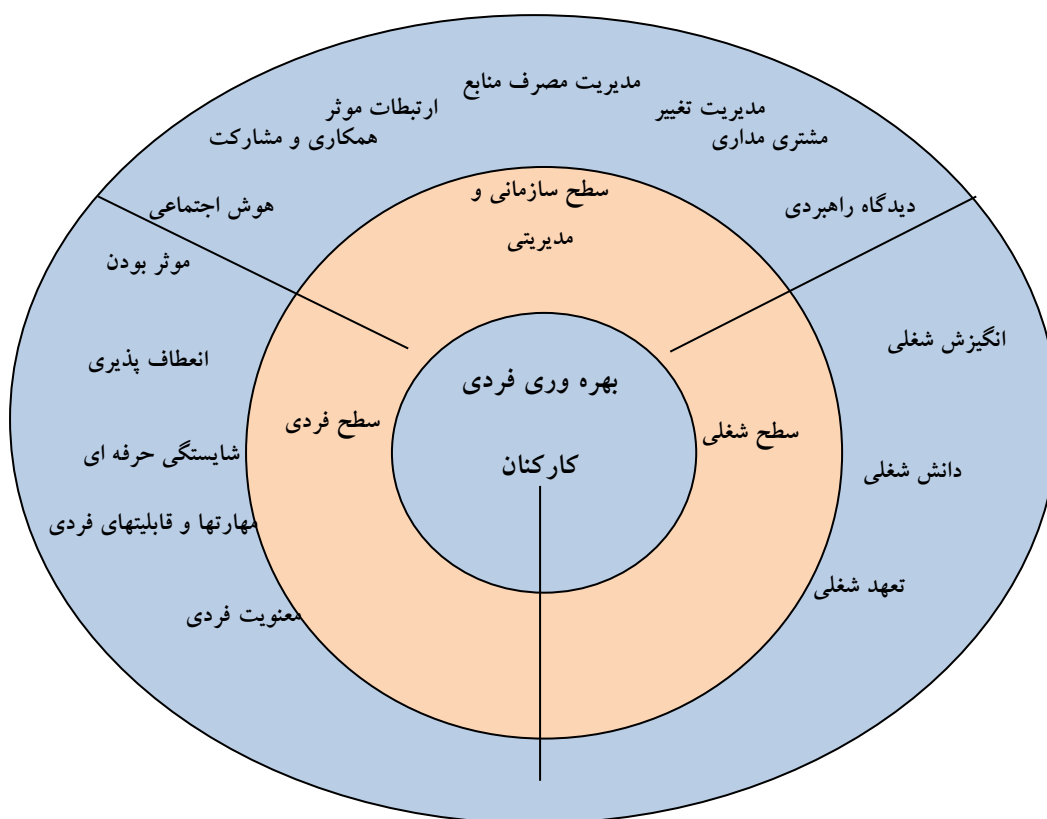 مدیریت مصرف منابع
مدیریت تغییر
ارتبطات موثر
مشتری مداری
همکاری و مشارکت
سطح سازمانی و
مدیریتی
دیدگاه راهبردی
هوش اجتماعی
موثر بودن
انگیزش شغلی
انعطاف پذیری
بهره وری فردی
کارکنان
سطح شغلی
سطح فردی
شایستگی حرفه ای
دانش شغلی
مهارتها و قابلیتهای فردی
تعهد شغلی
معنویت فردی